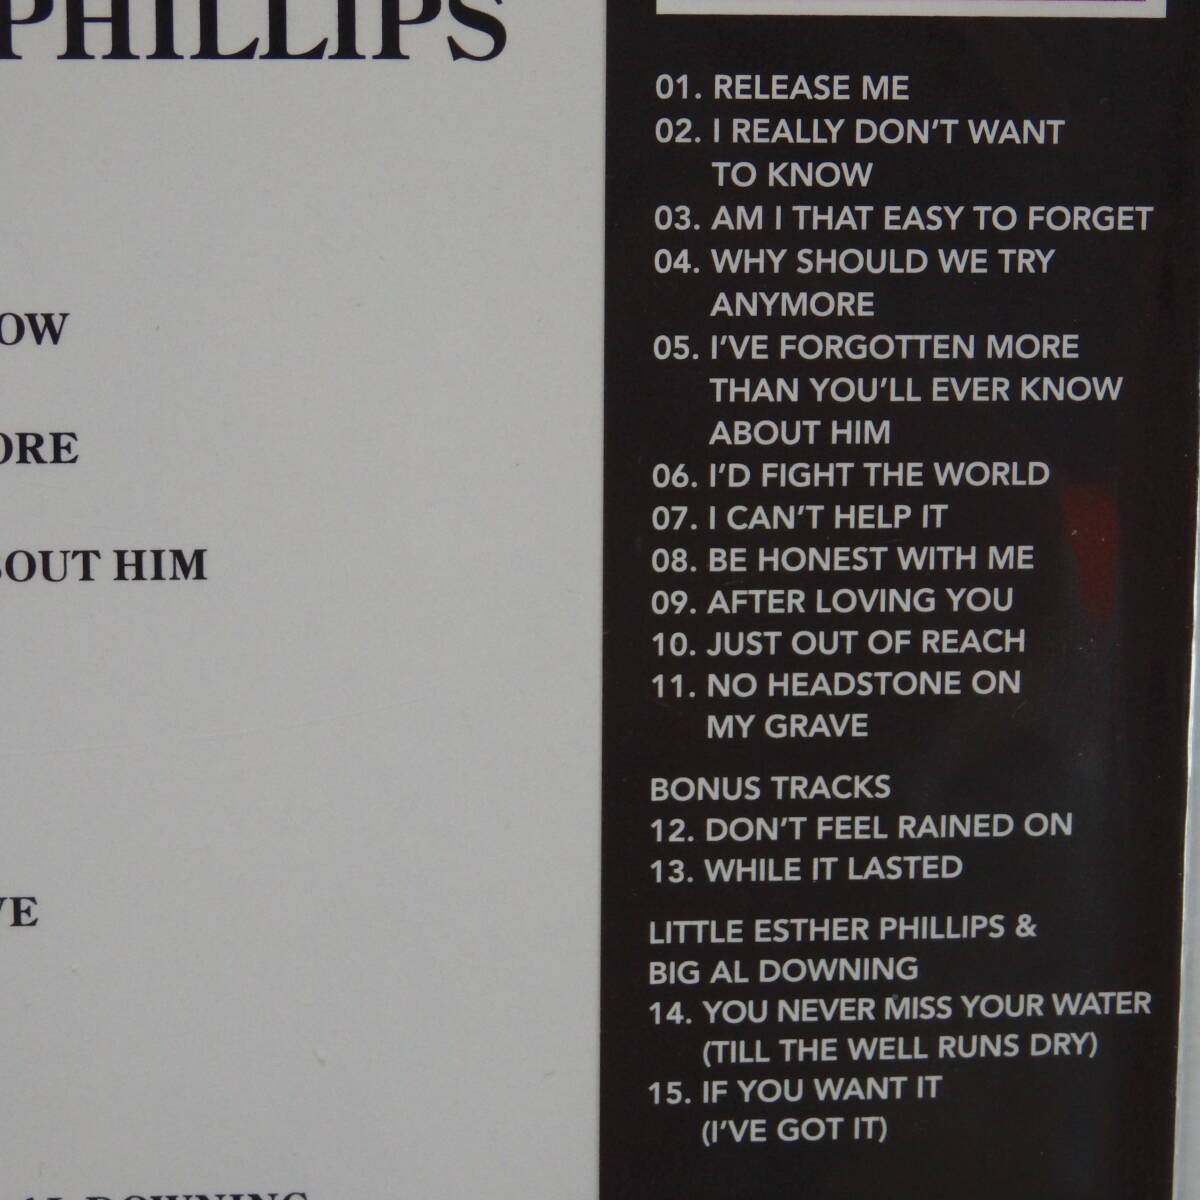 PHILLIPS
OW
ORE
BOUT HIM
VE
01. RELEASE ME
02. I REALLY DON'T WANT
TO KNOW
03. AM I THAT EASY TO FORGET
04. WHY SHOULD WE TRY
ANYMORE
05. I'VE FORGOTTEN MORE
THAN YOU'LL EVER KNOW
ABOUT HIM
06. I'D FIGHT THE WORLD
07. I CAN'T HELP IT
08. BE HONEST WITH ME
09. AFTER LOVING YOU
10. JUST OUT OF REACH
11. NO HEADSTONE ON
MY GRAVE
BONUS TRACKS
12. DON'T FEEL RAINED ON
13. WHILE IT LASTED
LITTLE ESTHER PHILLIPS &
BIG AL DOWNING
14. YOU NEVER MISS YOUR WATER
(TILL THE WELL RUNS DRY)
15. IF YOU WANT IT
(I'VE GOT IT)